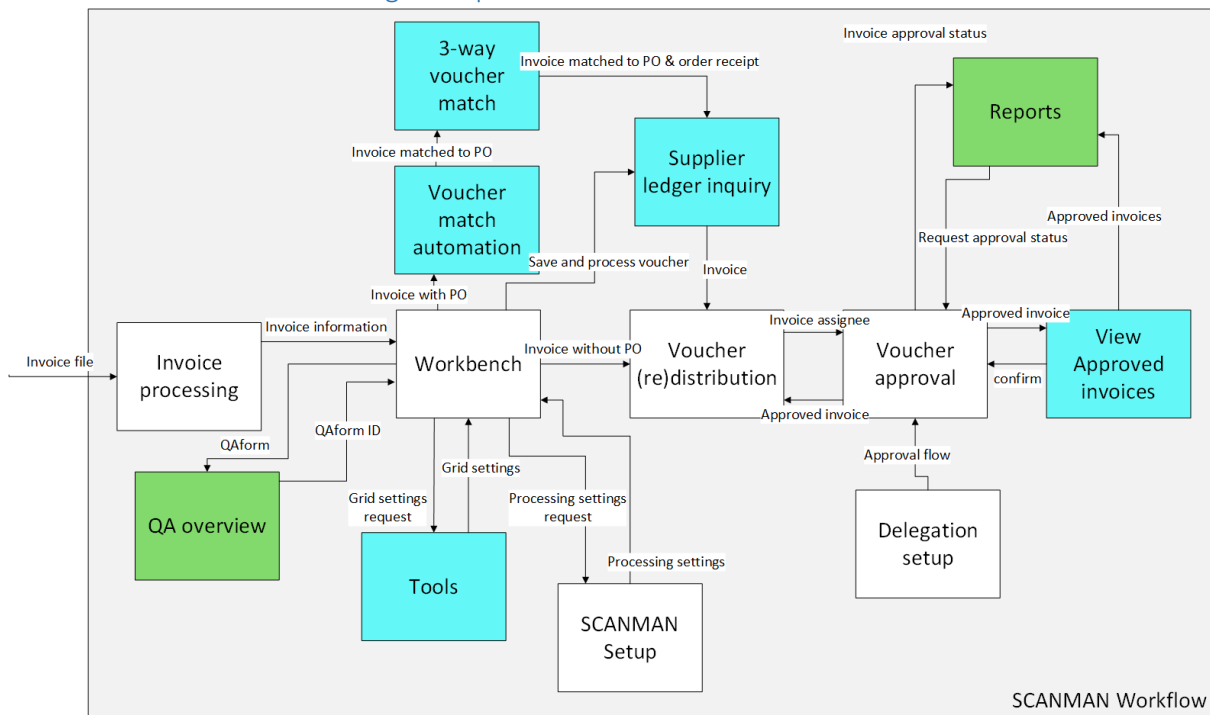 Invoice approval status
3-way
voucher
match
Invoice matched to PO & order receipt
Reports
Invoice matched to PO
Supplier
ledger inquiry
Voucher
match
automation
Approved invoices
Request approval status
Save and process voucher
Invoice
Invoice with PO
Invoice file
Invoice
processing
Invoice information
Workbench
Invoice without PO
Voucher
(re)distribution
Invoice assignee
Voucher
approval
Approved invoice
View
Approved
invoices
confirm
Approved invoice
QAform
QAform ID
Grid settings
Approval flow
QA overview
Grid settings
request
Processing settings
request
Delegation
setup
Tools
Processing settings
SCANMAN
Setup
SCANMAN Workflow